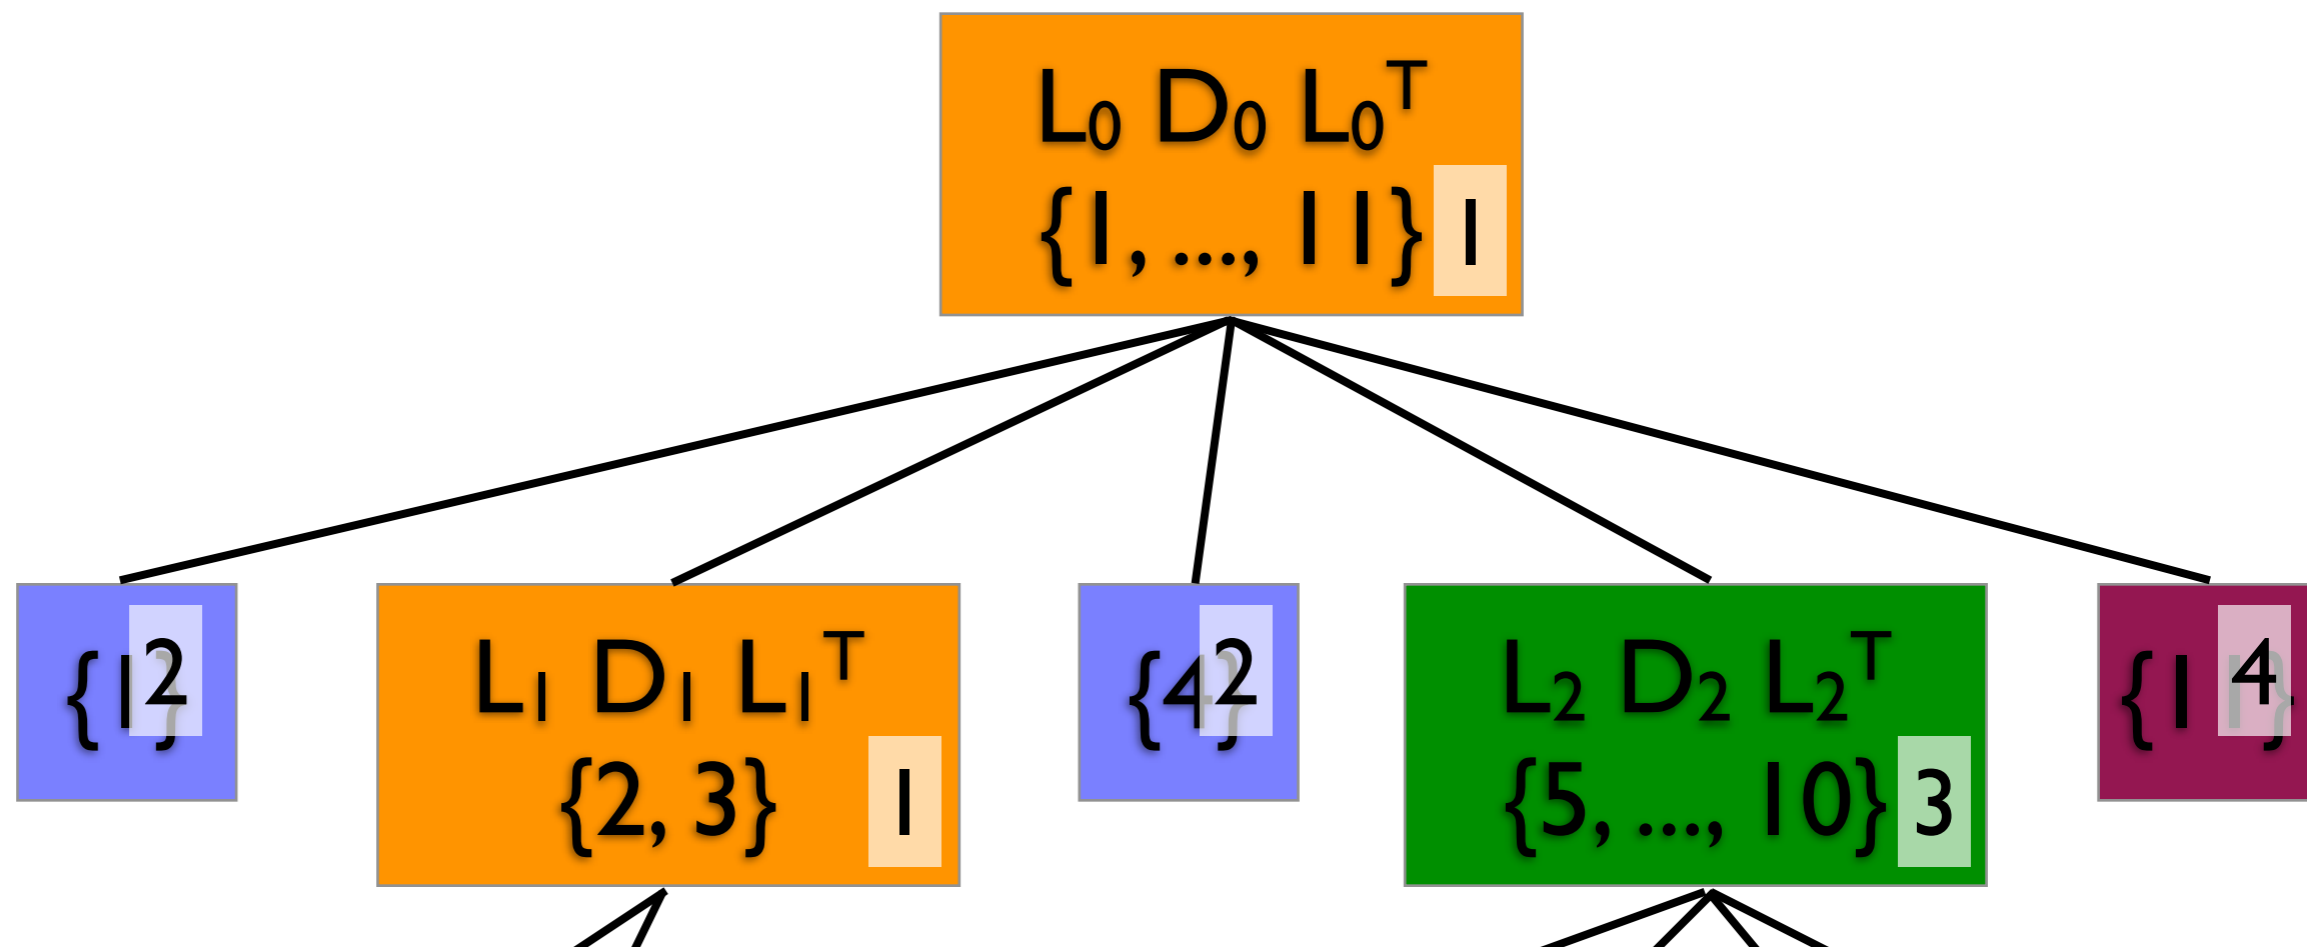 L₀ D₀ L₀ᵀ
{1, ..., 11} 1
{1} 2
L₁ D₁ L₁ᵀ
{2, 3} 1
{4} 2
L₂ D₂ L₂ᵀ
{5, ..., 10} 3
{11} 4